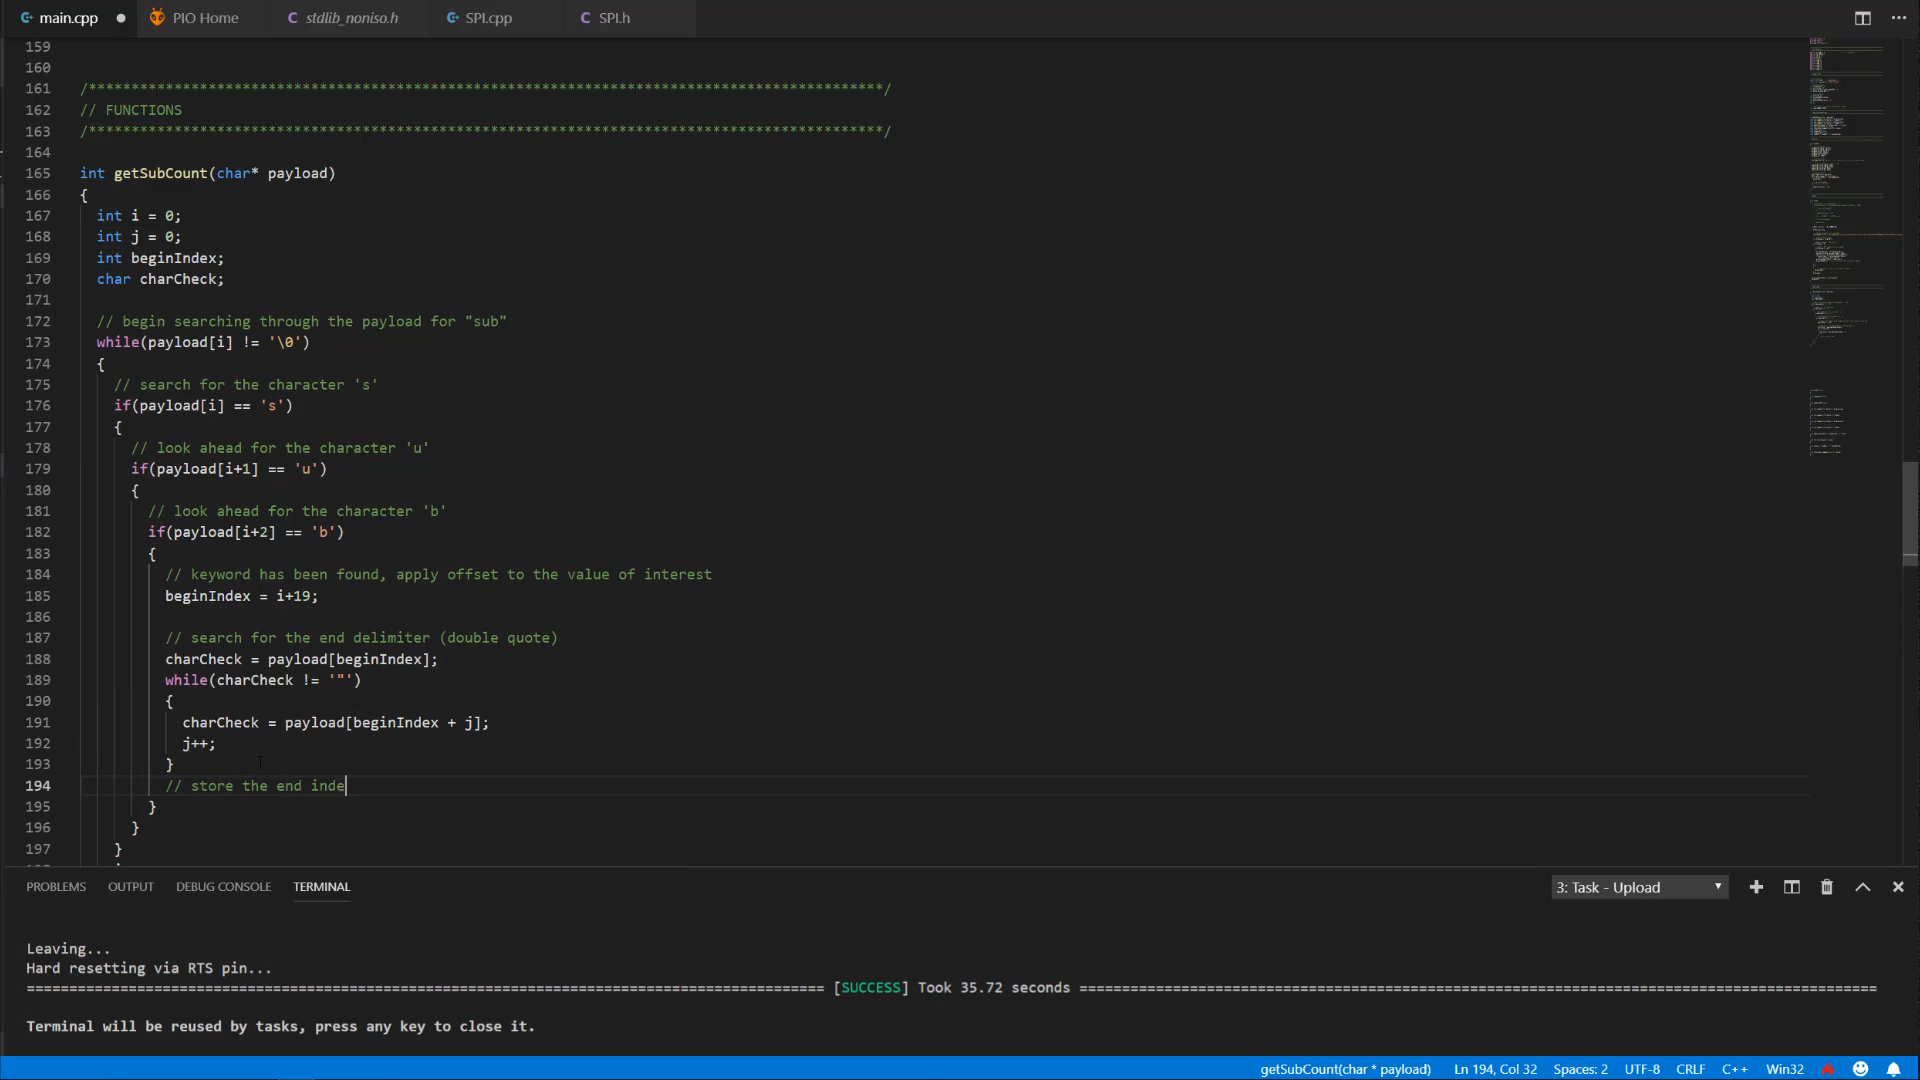 main.cpp
PIO Home
stdlib_noniso.h
SPI.cpp
SPI.h
159
160
161 /*********************************************************************************************/
162 // FUNCTIONS
163 /*********************************************************************************************/
164
165 int getSubCount(char* payload)
166 {
167 int i = 0;
168 int j = 0;
169 int beginIndex;
170 char charCheck;
171
172 // begin searching through the payload for "sub"
173 while(payload[i] != '\0')
174 {
175 // search for the character 's'
176 if(payload[i] == 's')
177 {
178 // look ahead for the character 'u'
179 if(payload[i+1] == 'u')
180 {
181 // look ahead for the character 'b'
182 if(payload[i+2] == 'b')
183 {
184 // keyword has been found, apply offset to the value of interest
185 beginIndex = i+19;
186
187 // search for the end delimiter (double quote)
188 charCheck = payload[beginIndex];
189 while(charCheck != '"')
190 {
191 charCheck = payload[beginIndex + j];
192 j++;
193 }
194 // store the end inde
195 }
196 }
197 }
PROBLEMS OUTPUT DEBUG CONSOLE TERMINAL
3: Task - Upload
Leaving...
Hard resetting via RTS pin...
============================================================================================= [SUCCESS] Took 35.72 seconds =============================================================================================
Terminal will be reused by tasks, press any key to close it.
getSubCount(char * payload) Ln 194, Col 32 Spaces: 2 UTF-8 CRLF C++ Win32